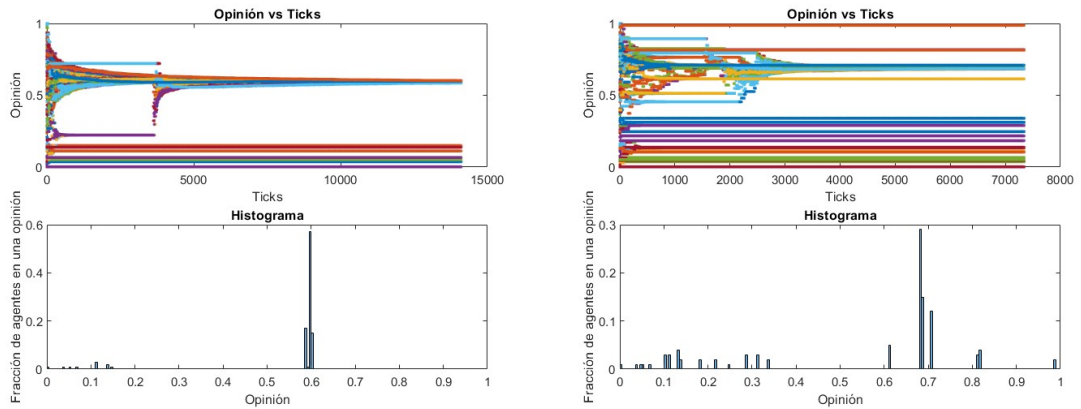 Opinión vs Ticks
1
0.5
0
Opinión
0 5000 10000 15000
Ticks
Histograma
0.6
0.4
0.2
0
Fracción de agentes en una opinión
0 0.1 0.2 0.3 0.4 0.5 0.6 0.7 0.8 0.9 1
Opinión
Opinión vs Ticks
1
0.5
0
Opinión
0 1000 2000 3000 4000 5000 6000 7000 8000
Ticks
Histograma
0.3
0.2
0.1
0
Fracción de agentes en una opinión
0 0.1 0.2 0.3 0.4 0.5 0.6 0.7 0.8 0.9 1
Opinión